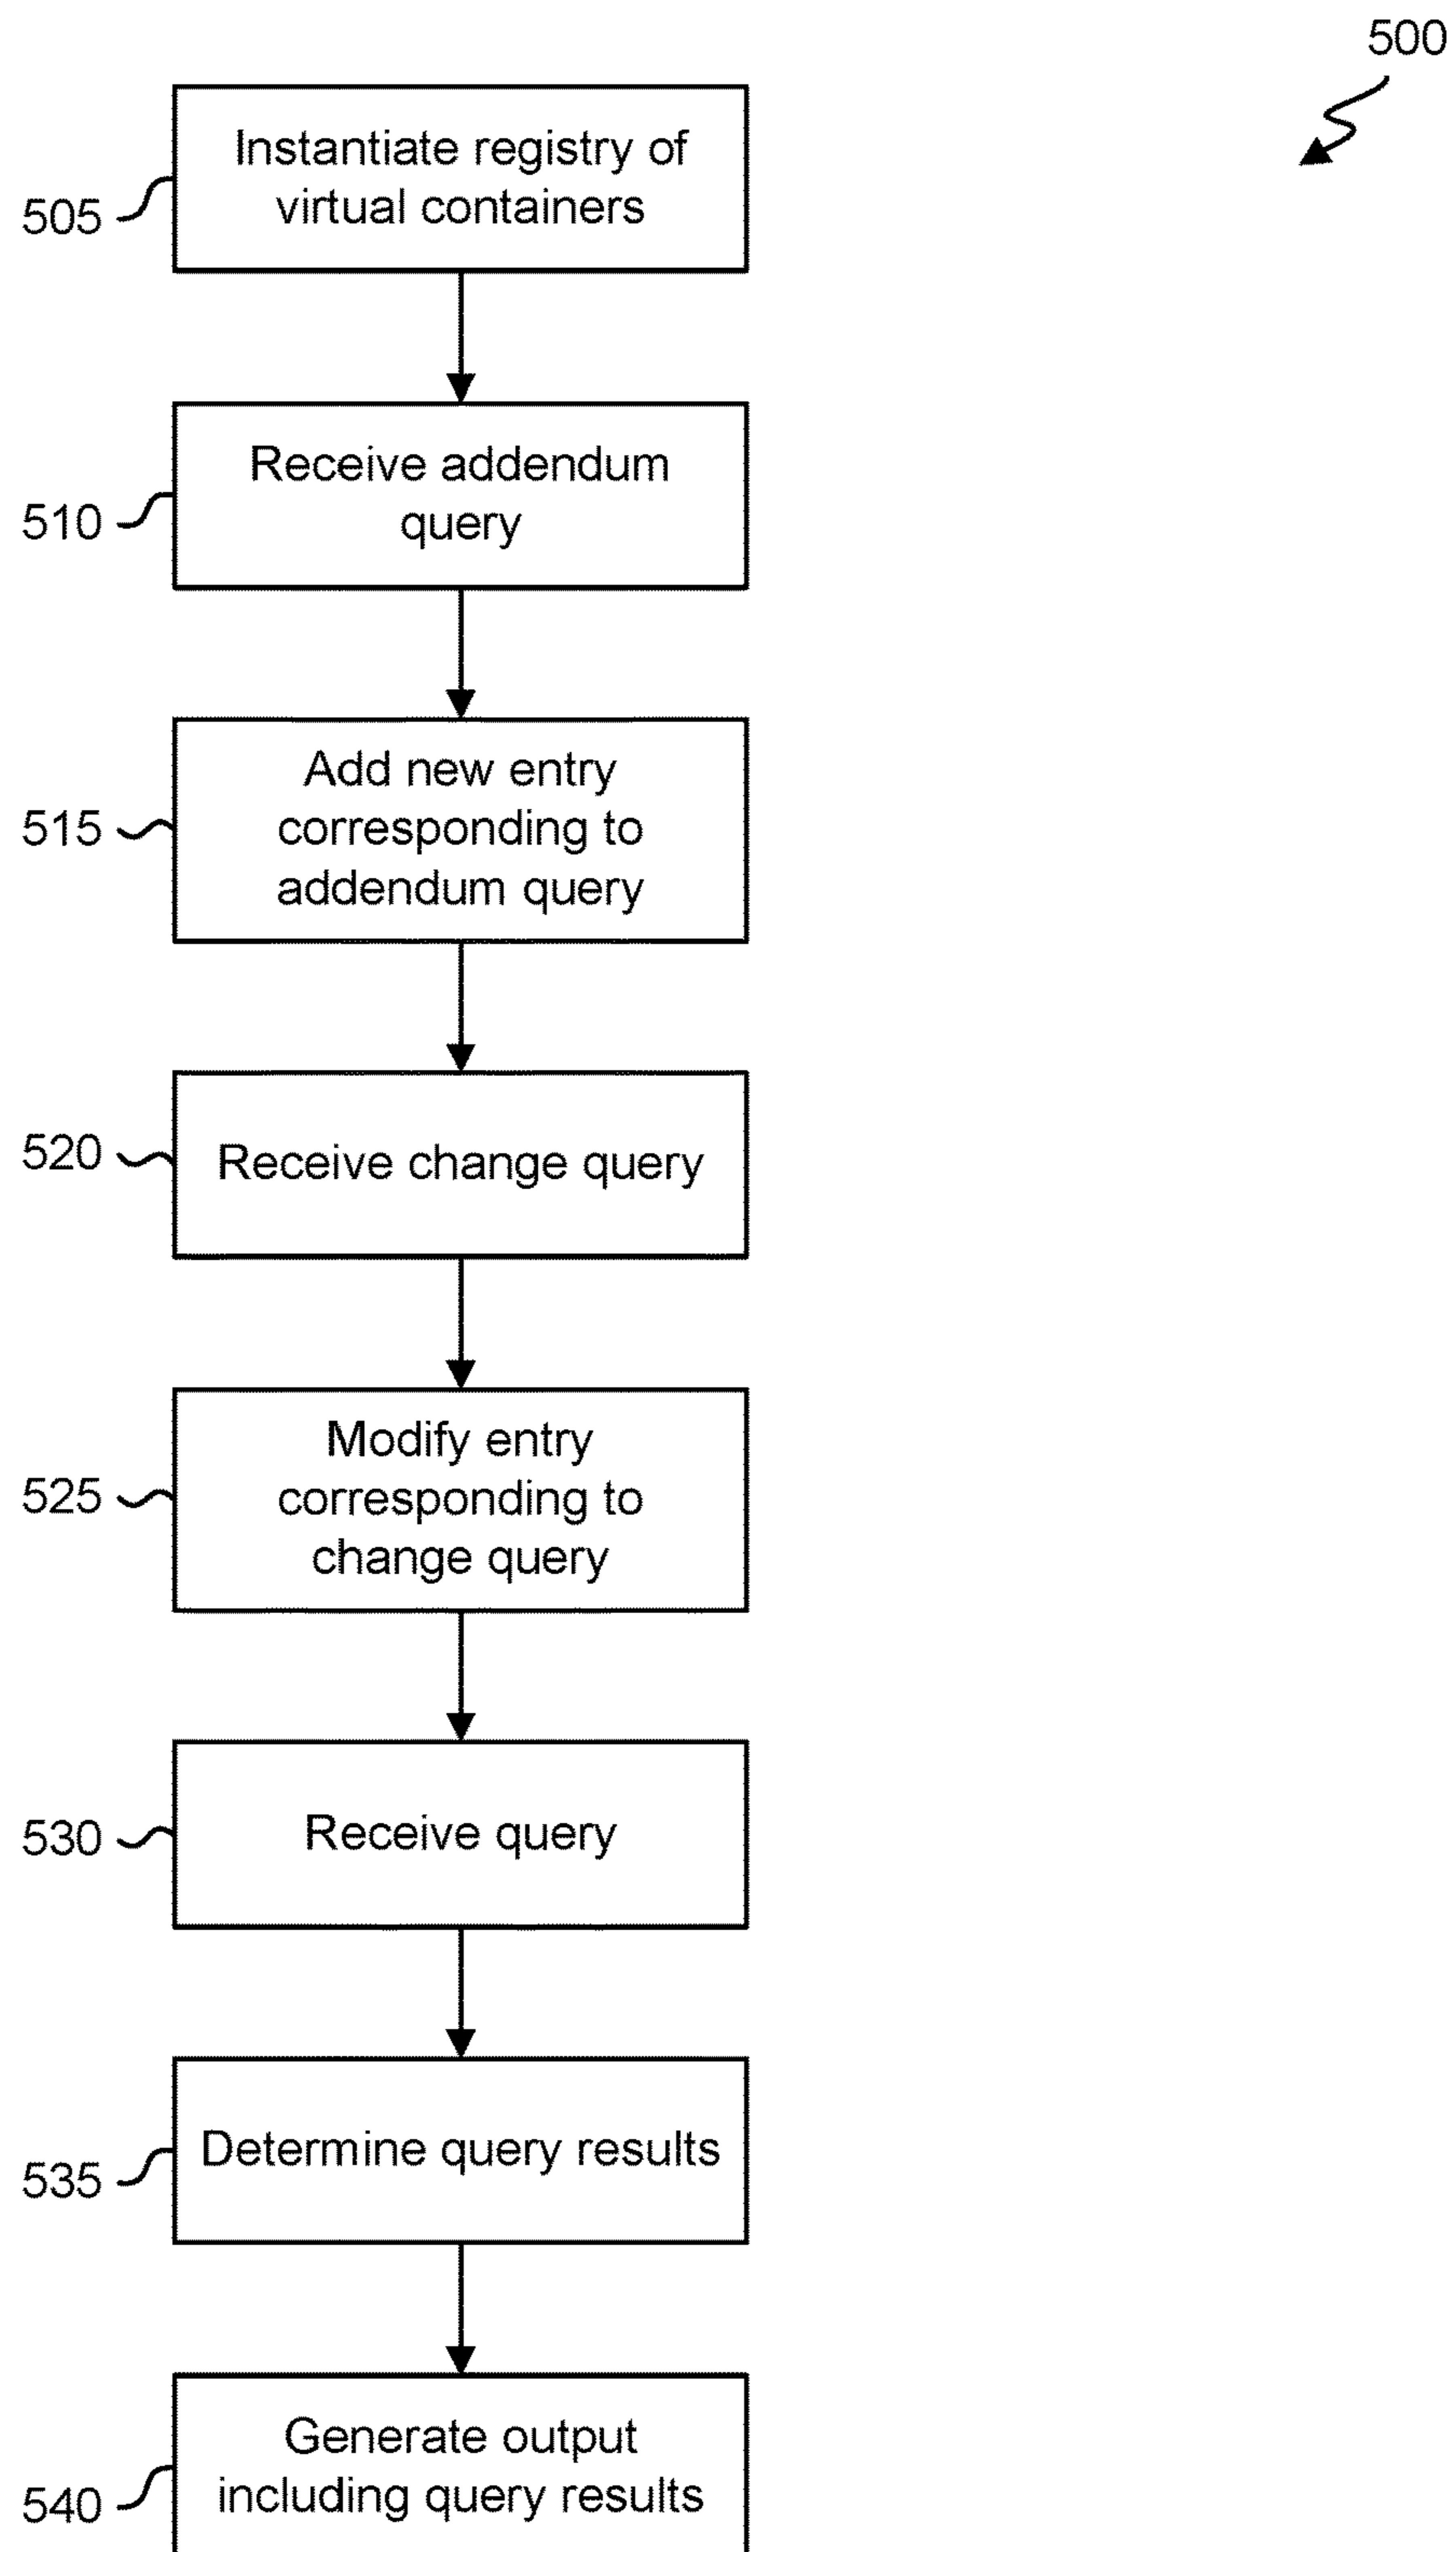 500
Instantiate registry of
virtual containers
505
Receive addendum
query
510
Add new entry
corresponding to
addendum query
515
Receive change query
520
Modify entry
corresponding to
change query
525
Receive query
530
Determine query results
535
Generate output
including query results
540